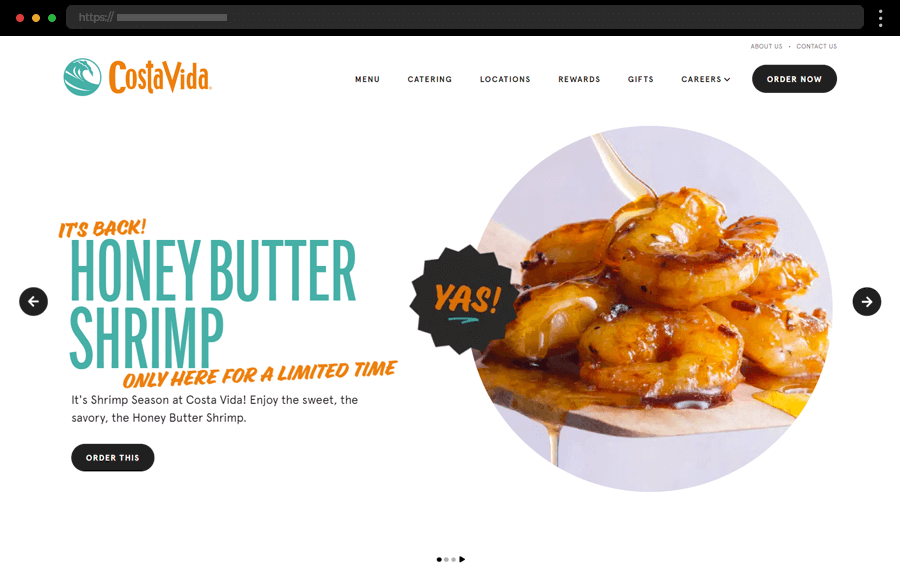 https://
ABOUT US • CONTACT US
CostaVida
MENU CATERING LOCATIONS REWARDS GIFTS CAREERS ORDER NOW
IT'S BACK!
HONEY BUTTER
SHRIMP
ONLY HERE FOR A LIMITED TIME
YAS!
It's Shrimp Season at Costa Vida! Enjoy the sweet, the
savory, the Honey Butter Shrimp.
ORDER THIS